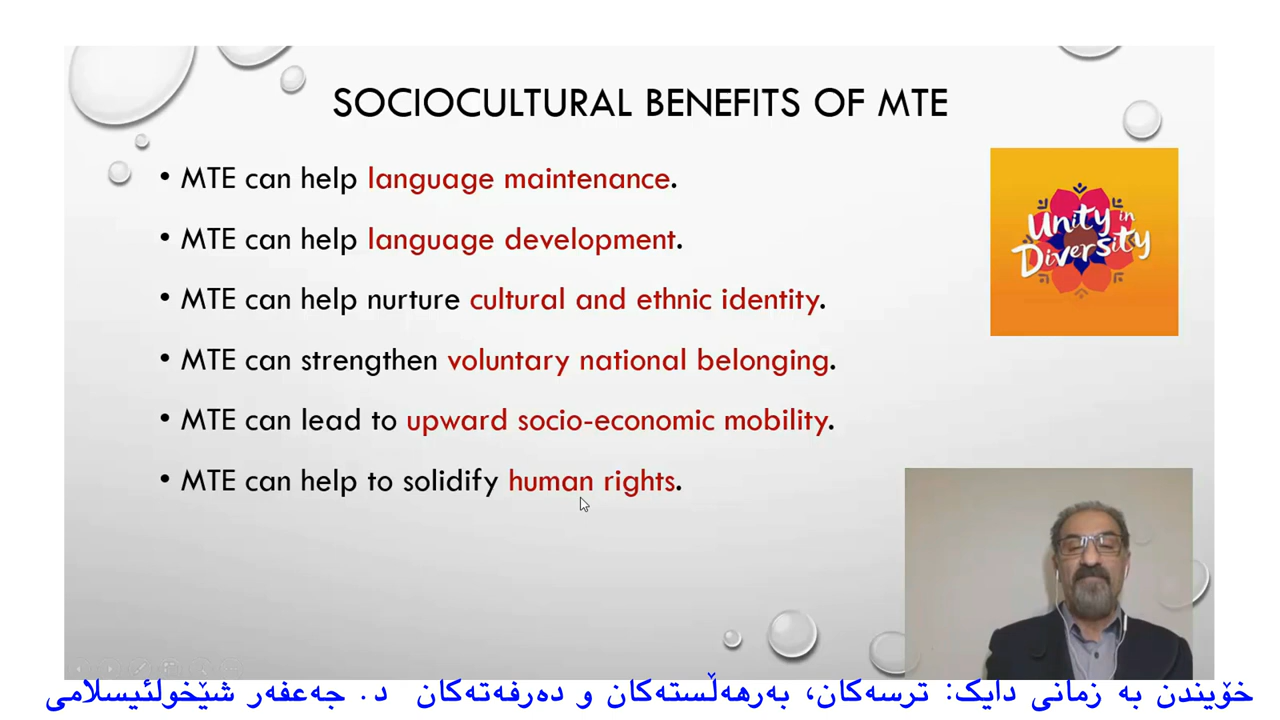 SOCIOCULTURAL BENEFITS OF MTE
• MTE can help language maintenance.
• MTE can help language development.
• MTE can help nurture cultural and ethnic identity.
• MTE can strengthen voluntary national belonging.
• MTE can lead to upward socio-economic mobility.
• MTE can help to solidify human rights.
Unity in
Diversity
خوێندن بە زمانی دایک: ترسەکان، بەرهەڵستەکان و دەرفەتەکان د. جەعفەر شێخولئیسلامی